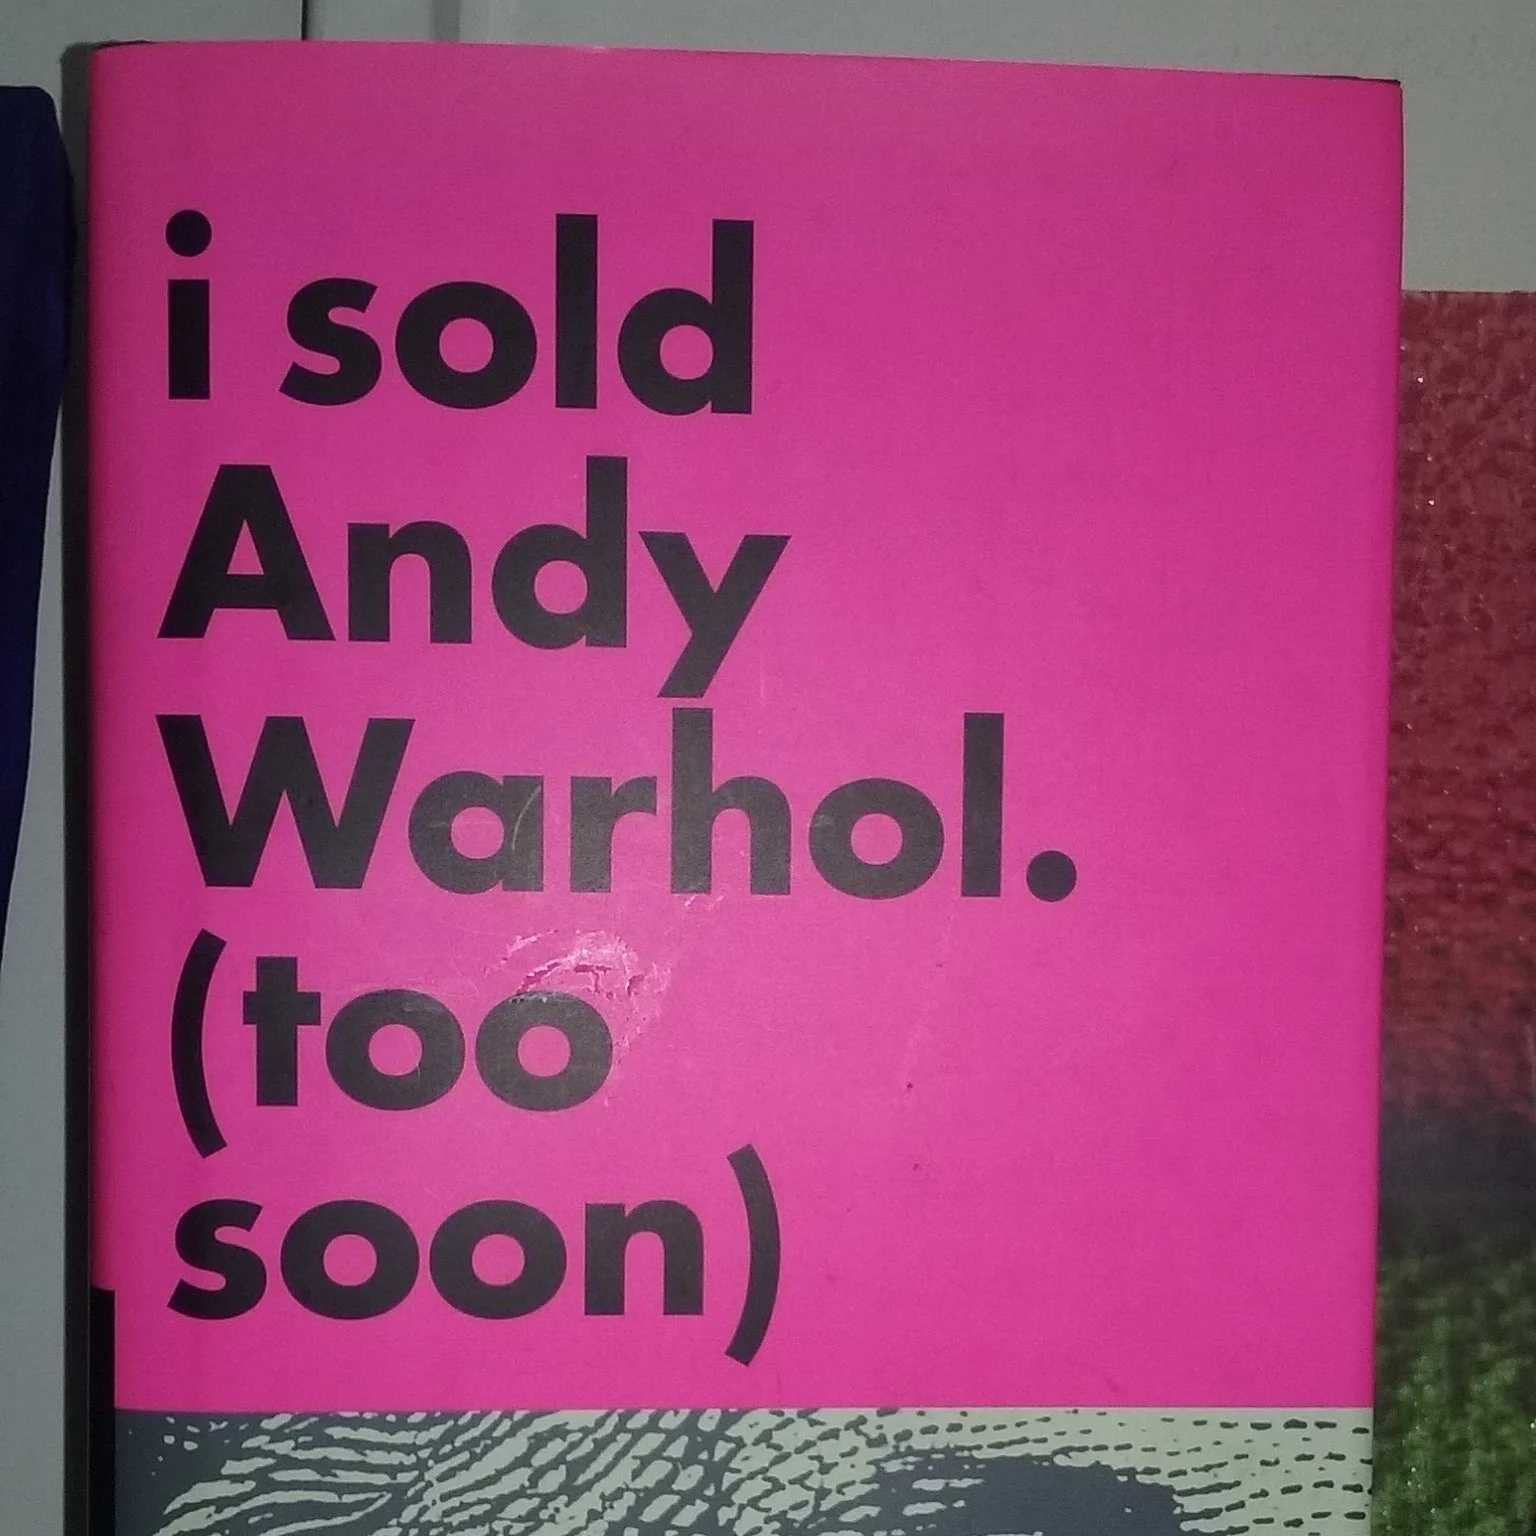 i sold
Andy
Warhol.
(too
soon)